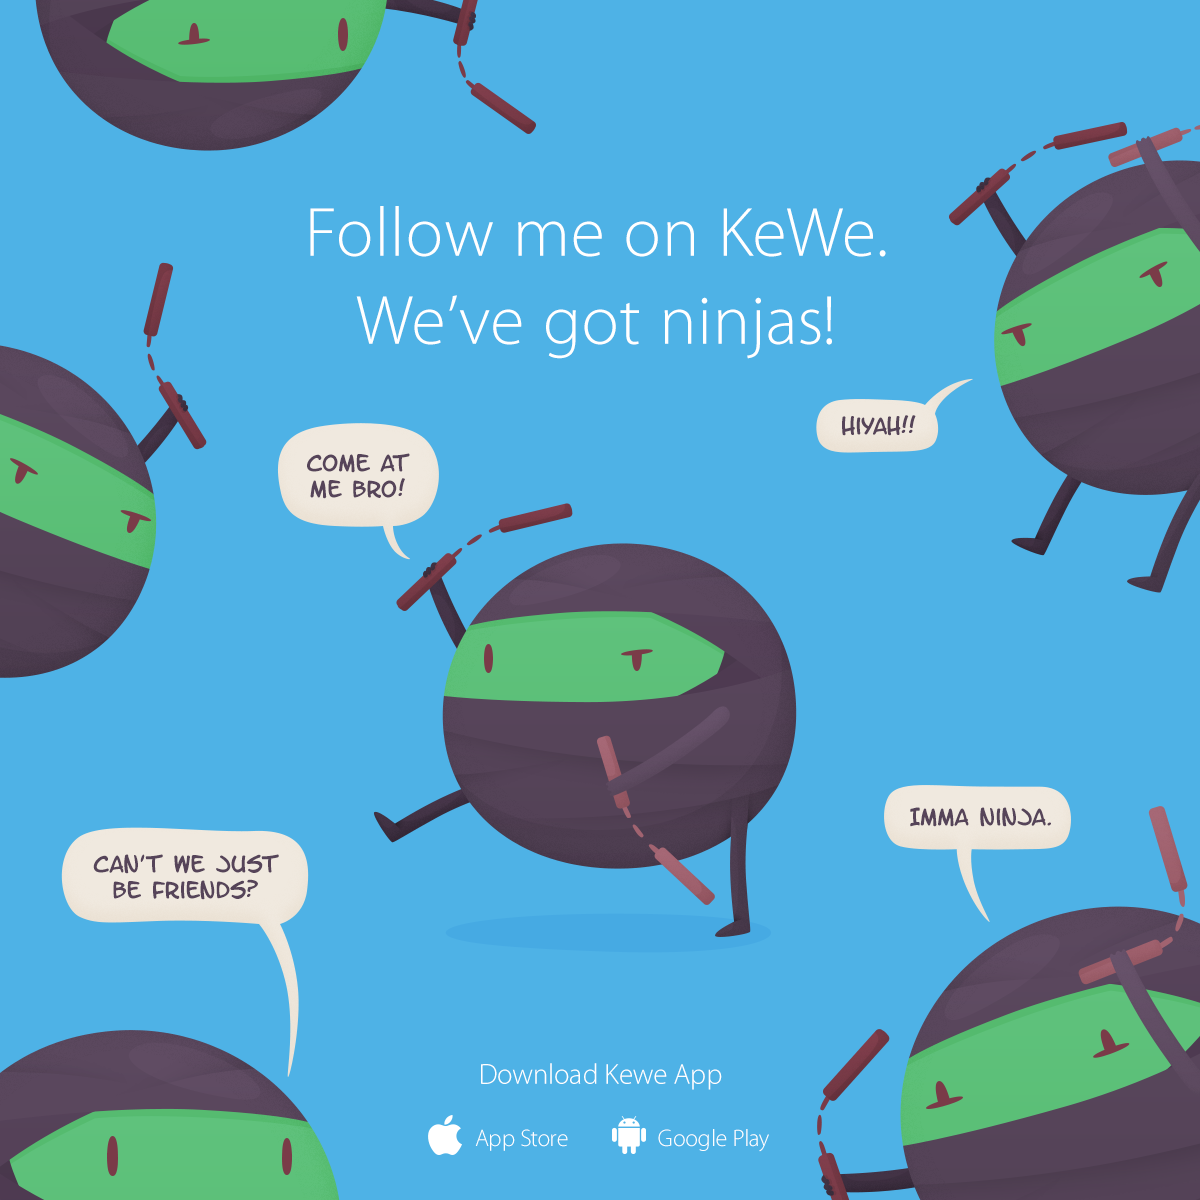 Follow me on KeWe.
We've got ninjas!
HIYAH!!
COME AT
ME BRO!
IMMA NINJA.
CAN'T WE JUST
BE FRIENDS?
Download Kewe App
App Store
Google Play